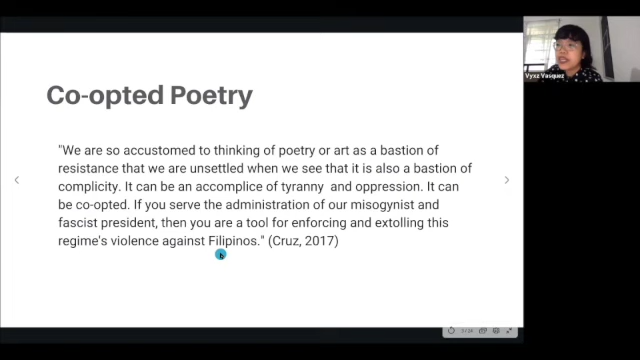 Co-opted Poetry
"We are so accustomed to thinking of poetry or art as a bastion of
resistance that we are unsettled when we see that it is also a bastion of
complicity. It can be an accomplice of tyranny and oppression. It can
be co-opted. If you serve the administration of our misogynist and
fascist president, then you are a tool for enforcing and extolling this
regime's violence against Filipinos." (Cruz, 2017)
Vyxz Vasquez